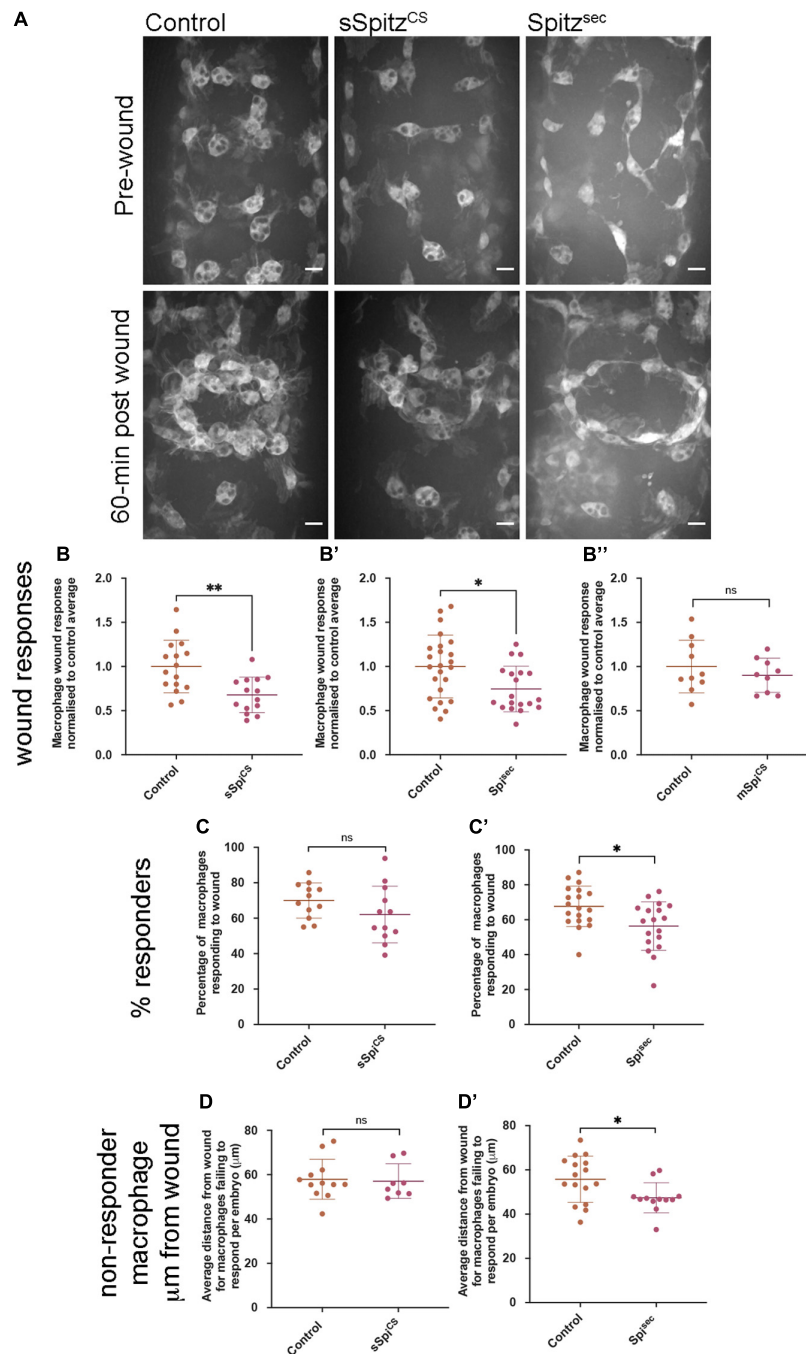 A
Control sSpitzCS Spitzsec
Pre-wound
60-min post wound
wound responses
B
Macrophage wound response
normalised to control average
2.0
1.5
1.0
0.5
0.0
**
Control sSpiCS
B'
Macrophage wound response
normalised to control average
2.0
1.5
1.0
0.5
0.0
*
Control Spisec
B''
Macrophage wound response
normalised to control average
2.0
1.5
1.0
0.5
0.0
ns
Control mSpiCS
% responders
C
Percentage of macrophages
responding to wound
100
80
60
40
20
0
ns
Control sSpiCS
C'
Percentage of macrophages
responding to wound
100
80
60
40
20
0
*
Control Spisec
non-responder
macrophage
μm from wound
D
Average distance from wound
for macrophages failing to
respond per embryo (μm)
80
60
40
20
0
ns
Control sSpiCS
D'
Average distance from wound
for macrophages failing to
respond per embryo (μm)
80
60
40
20
0
*
Control Spisec